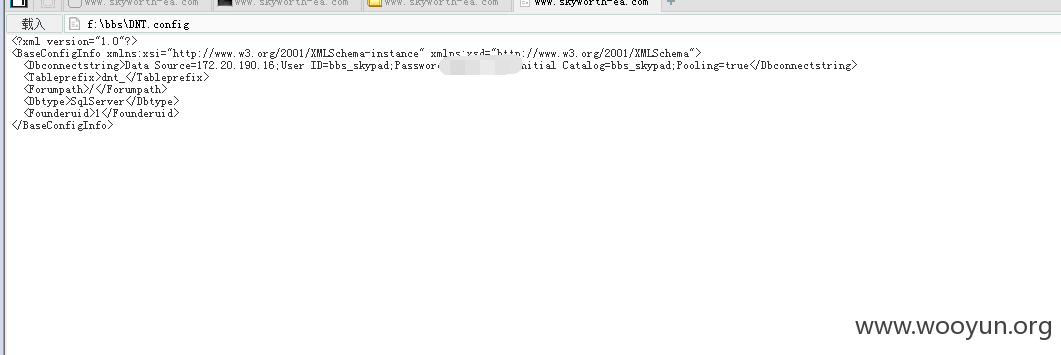 www.skyworth-ea.com www.skyworth-ea.com www.skyworth-ea.com www.skyworth-ea.com +
载入 f:\bbs\DNT.config
<?xml version="1.0"?>
<BaseConfigInfo xmlns:xsi="http://www.w3.org/2001/XMLSchema-instance" xmlns:xsd="http://www.w3.org/2001/XMLSchema">
<Dbconnectstring>Data Source=172.20.190.16;User ID=bbs_skypad;Password nitial Catalog=bbs_skypad;Pooling=true</Dbconnectstring>
<Tableprefix>dnt_</Tableprefix>
<Forumpath>/</Forumpath>
<Dbtype>SqlServer</Dbtype>
<Founderuid>1</Founderuid>
</BaseConfigInfo>
www.wooyun.org